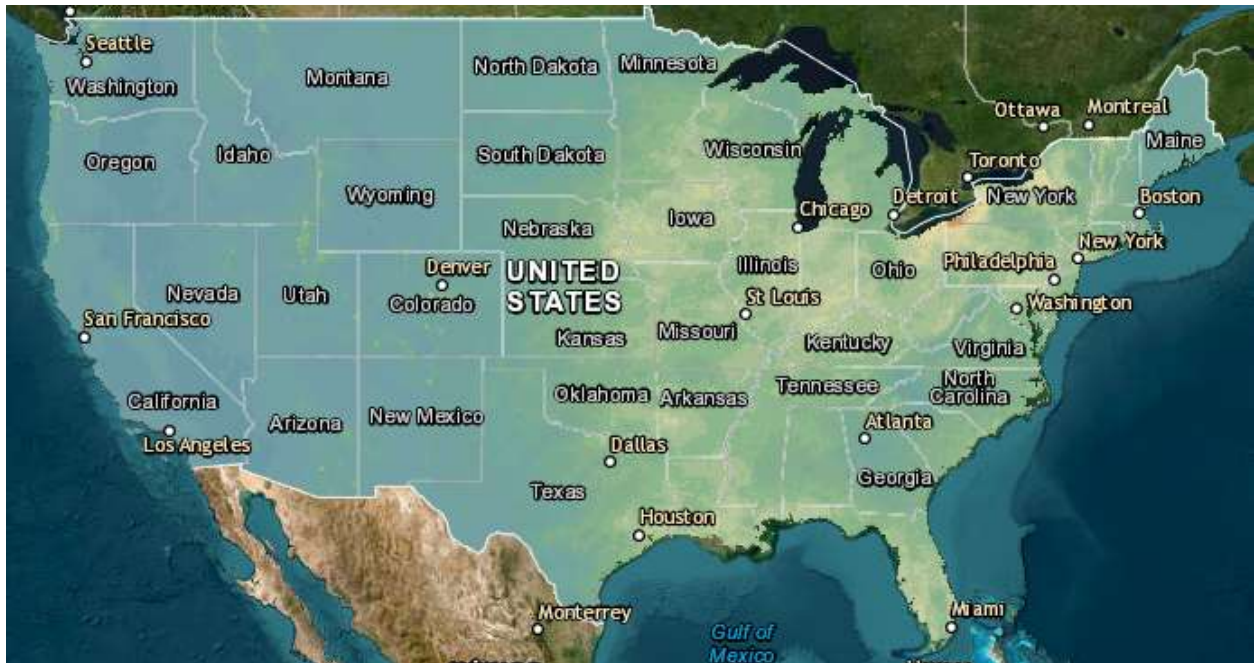 Seattle
Washington
Montana
North Dakota
Minnesota
Ottawa
Montreal
Maine
Oregon
Idaho
South Dakota
Wisconsin
Toronto
Wyoming
Iowa
Chicago
Detroit
New York
Boston
Nebraska
New York
Denver
UNITED
STATES
Illinois
Ohio
Philadelphia
Nevada
Utah
Colorado
St Louis
Washington
San Francisco
Kansas
Missouri
Kentucky
Virginia
California
Arizona
New Mexico
Oklahoma
Arkansas
Tennessee
North
Carolina
Los Angeles
Dallas
Atlanta
Texas
Georgia
Houston
Monterrey
Miami
Gulf of
Mexico